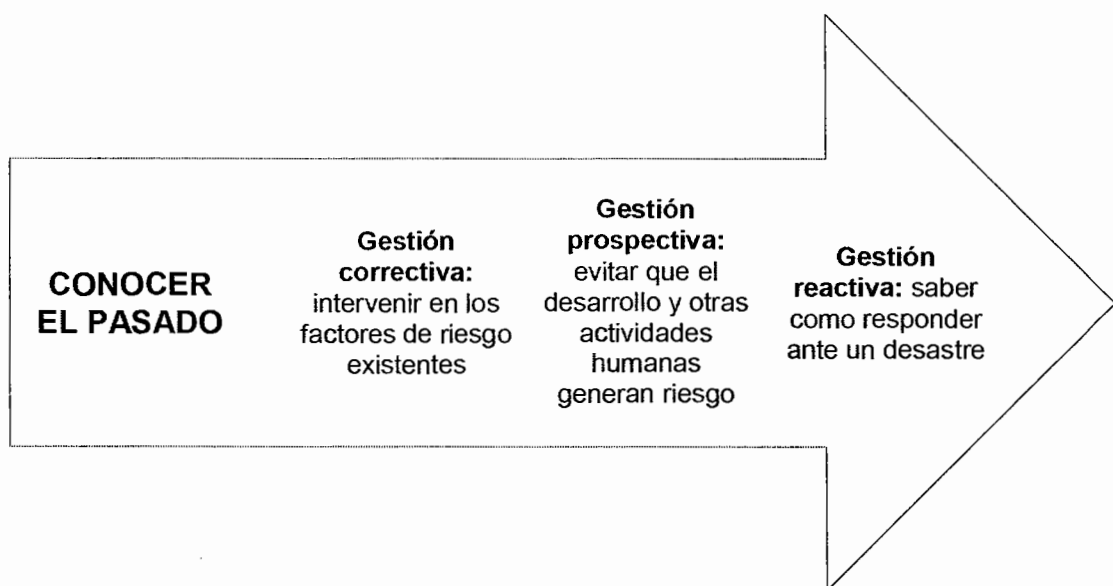 CONOCER
EL PASADO
Gestión
correctiva:
intervenir en los
factores de riesgo
existentes
Gestión
prospectiva:
evitar que el
desarrollo y otras
actividades
humanas
generan riesgo
Gestión
reactiva: saber
como responder
ante un desastre